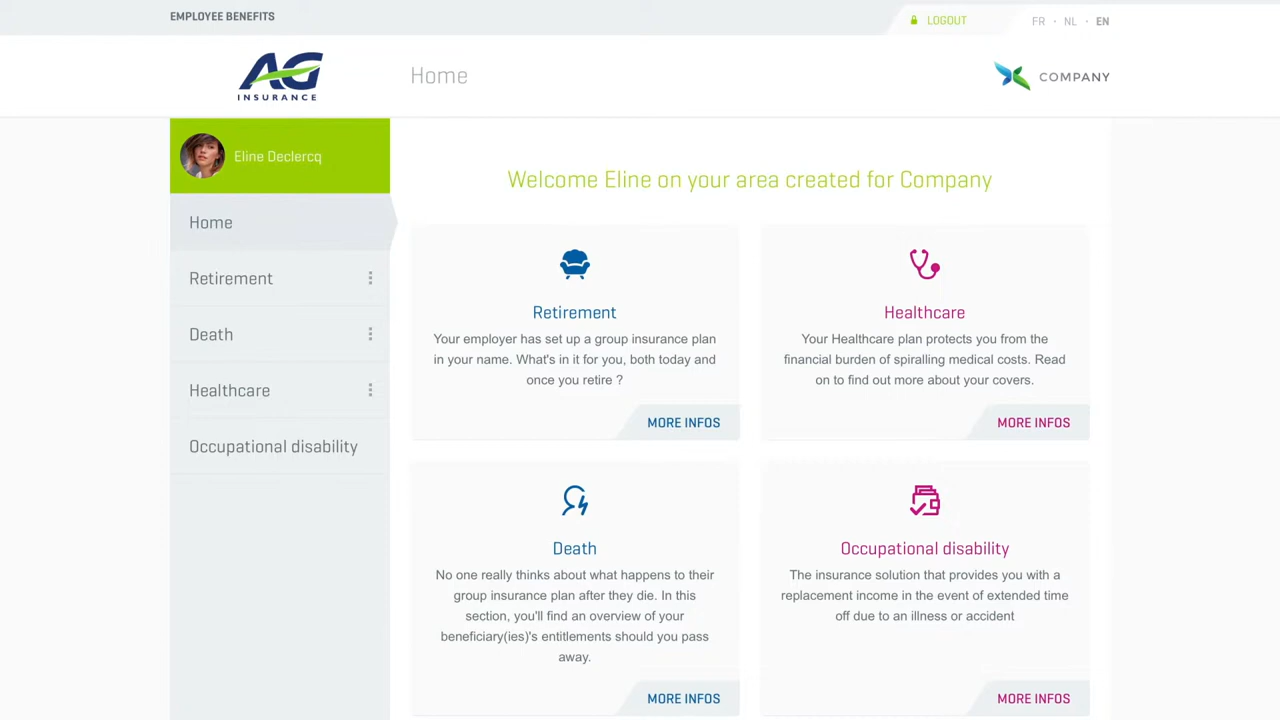 EMPLOYEE BENEFITS
LOGOUT
FR · NL · EN
AG
INSURANCE
Home
COMPANY
Eline Declercq
Home
Retirement
Death
Healthcare
Occupational disability
Welcome Eline on your area created for Company
Retirement
Your employer has set up a group insurance plan
in your name. What's in it for you, both today and
once you retire ?
MORE INFOS
Healthcare
Your Healthcare plan protects you from the
financial burden of spiralling medical costs. Read
on to find out more about your covers.
MORE INFOS
Death
No one really thinks about what happens to their
group insurance plan after they die. In this
section, you'll find an overview of your
beneficiary(ies)'s entitlements should you pass
away.
MORE INFOS
Occupational disability
The insurance solution that provides you with a
replacement income in the event of extended time
off due to an illness or accident
MORE INFOS